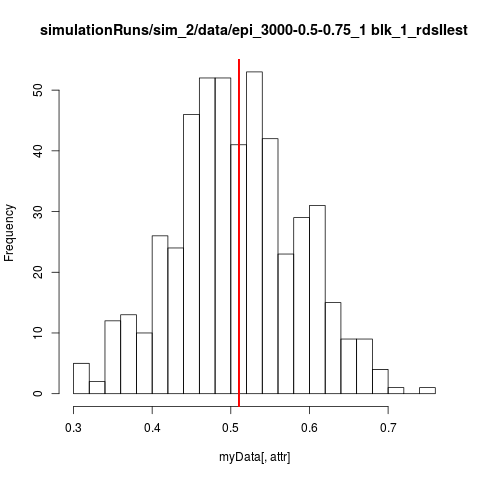 simulationRuns/sim_2/data/epi_3000-0.5-0.75_1 blk_1_rdsllest
Frequency
50
40
30
20
10
0
0.3 0.4 0.5 0.6 0.7
myData[, attr]